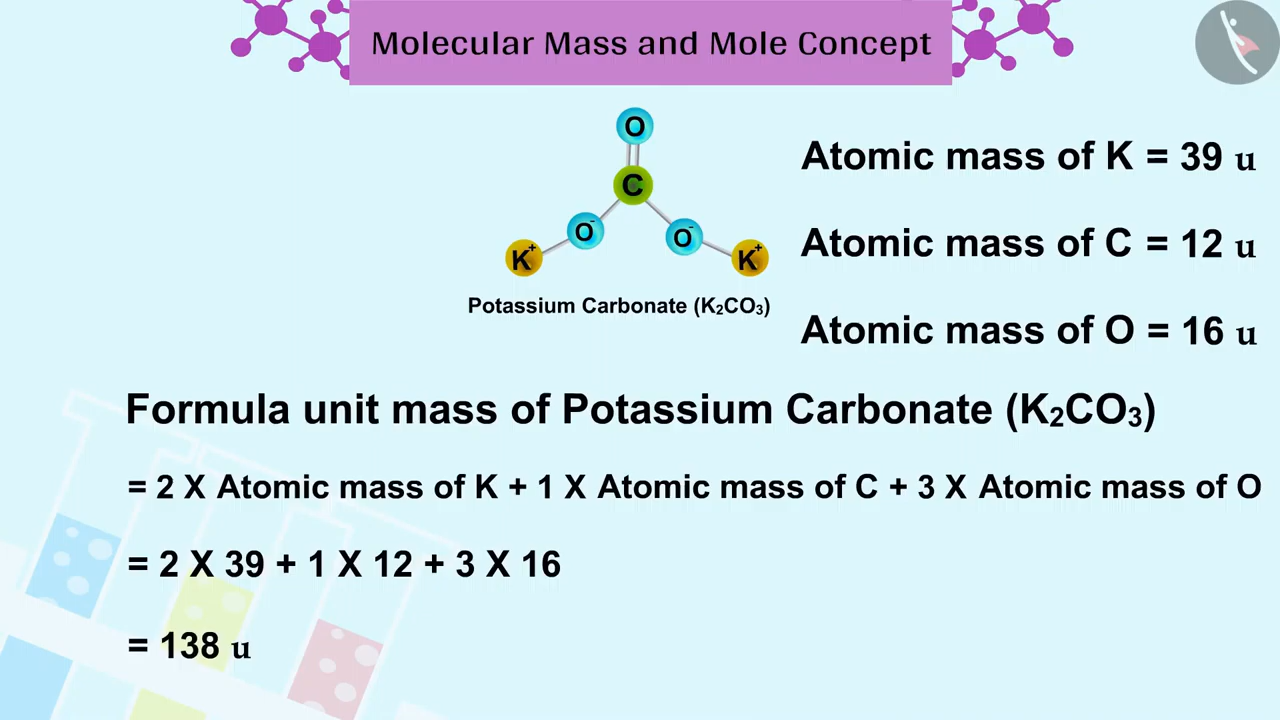 Molecular Mass and Mole Concept
O
C
O⁻ O⁻
K⁺ K⁺
Potassium Carbonate (K₂CO₃)
Atomic mass of K = 39 u
Atomic mass of C = 12 u
Atomic mass of O = 16 u
Formula unit mass of Potassium Carbonate (K₂CO₃)
= 2 X Atomic mass of K + 1 X Atomic mass of C + 3 X Atomic mass of O
= 2 X 39 + 1 X 12 + 3 X 16
= 138 u